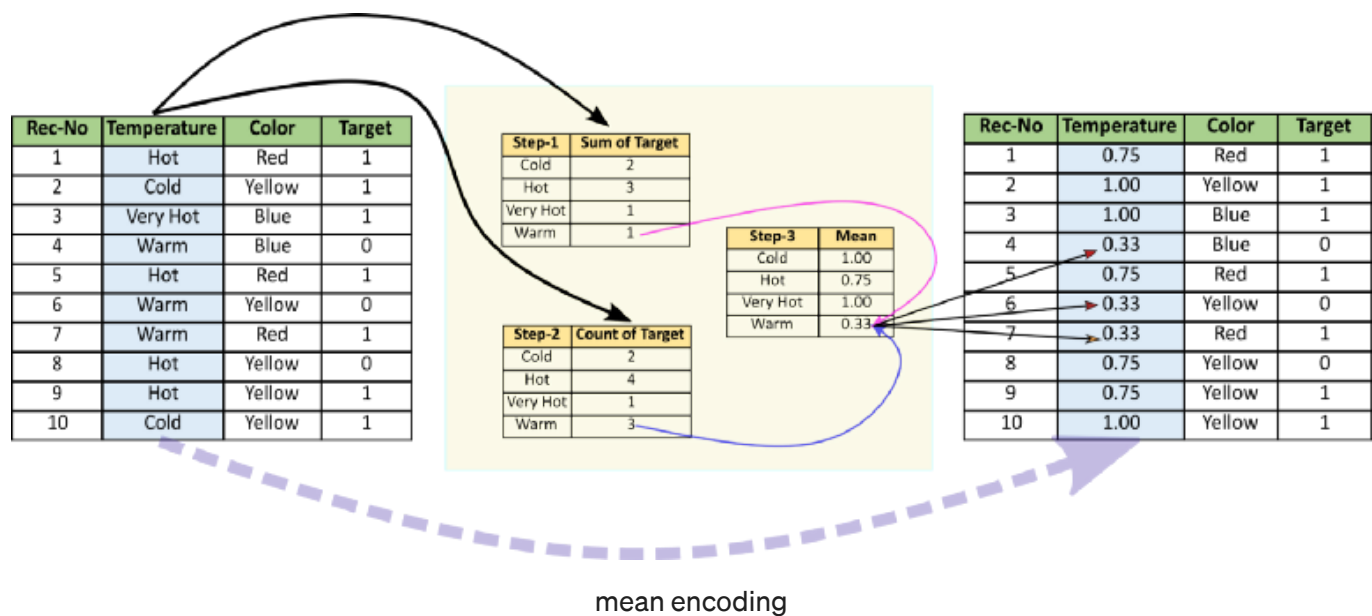 Rec-No Temperature Color Target
1 Hot Red 1
2 Cold Yellow 1
3 Very Hot Blue 1
4 Warm Blue 0
5 Hot Red 1
6 Warm Yellow 0
7 Warm Red 1
8 Hot Yellow 0
9 Hot Yellow 1
10 Cold Yellow 1
Step-1 Sum of Target
Cold 2
Hot 3
Very Hot 1
Warm 1
Step-2 Count of Target
Cold 2
Hot 4
Very Hot 1
Warm 3
Step-3 Mean
Cold 1.00
Hot 0.75
Very Hot 1.00
Warm 0.33
Rec-No Temperature Color Target
1 0.75 Red 1
2 1.00 Yellow 1
3 1.00 Blue 1
4 0.33 Blue 0
5 0.75 Red 1
6 0.33 Yellow 0
7 0.33 Red 1
8 0.75 Yellow 0
9 0.75 Yellow 1
10 1.00 Yellow 1
mean encoding